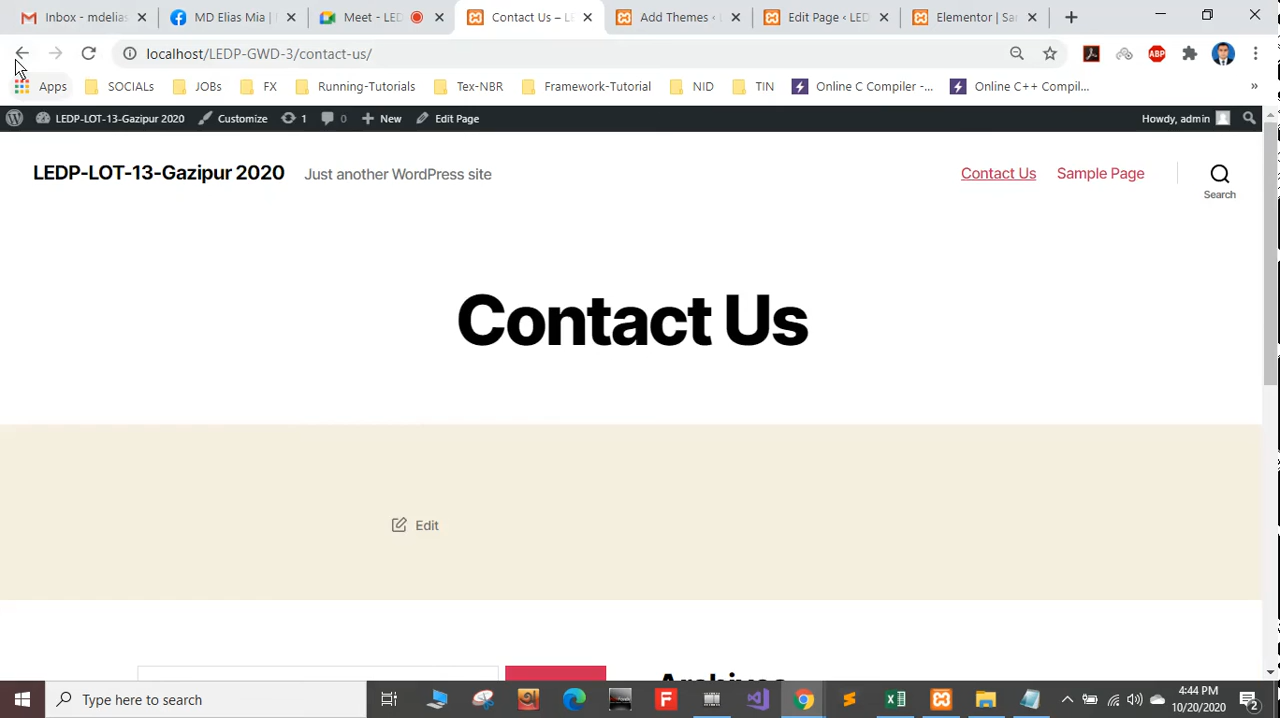 Inbox - mdelias
MD Elias Mia |
Meet - LED
Contact Us – L
Add Themes ‹ L
Edit Page ‹ LED
Elementor | Sa
localhost/LEDP-GWD-3/contact-us/
ABP
Apps
SOCIALs
JOBs
FX
Running-Tutorials
Tex-NBR
Framework-Tutorial
NID
TIN
Online C Compiler -...
Online C++ Compil...
»
LEDP-LOT-13-Gazipur 2020
Customize
1
0
New
Edit Page
Howdy, admin
LEDP-LOT-13-Gazipur 2020
Just another WordPress site
Contact Us
Sample Page
Search
Contact Us
Edit
Archives
Type here to search
4:44 PM
10/20/2020
2